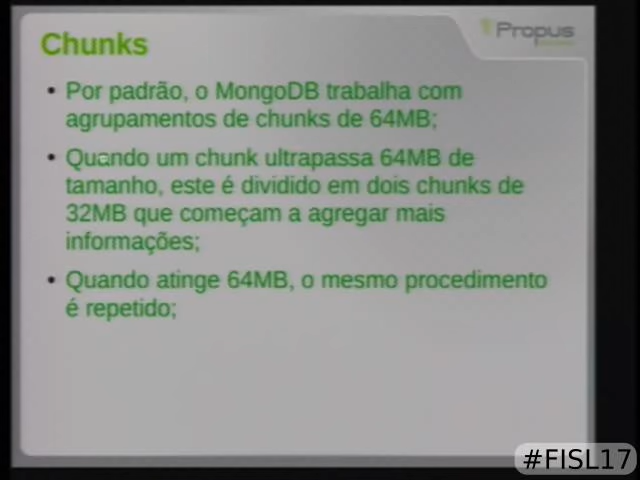 Propus
Chunks
• Por padrão, o MongoDB trabalha com
agrupamentos de chunks de 64MB;
• Quando um chunk ultrapassa 64MB de
tamanho, este é dividido em dois chunks de
32MB que começam a agregar mais
informações;
• Quando atinge 64MB, o mesmo procedimento
é repetido;
#FISL17